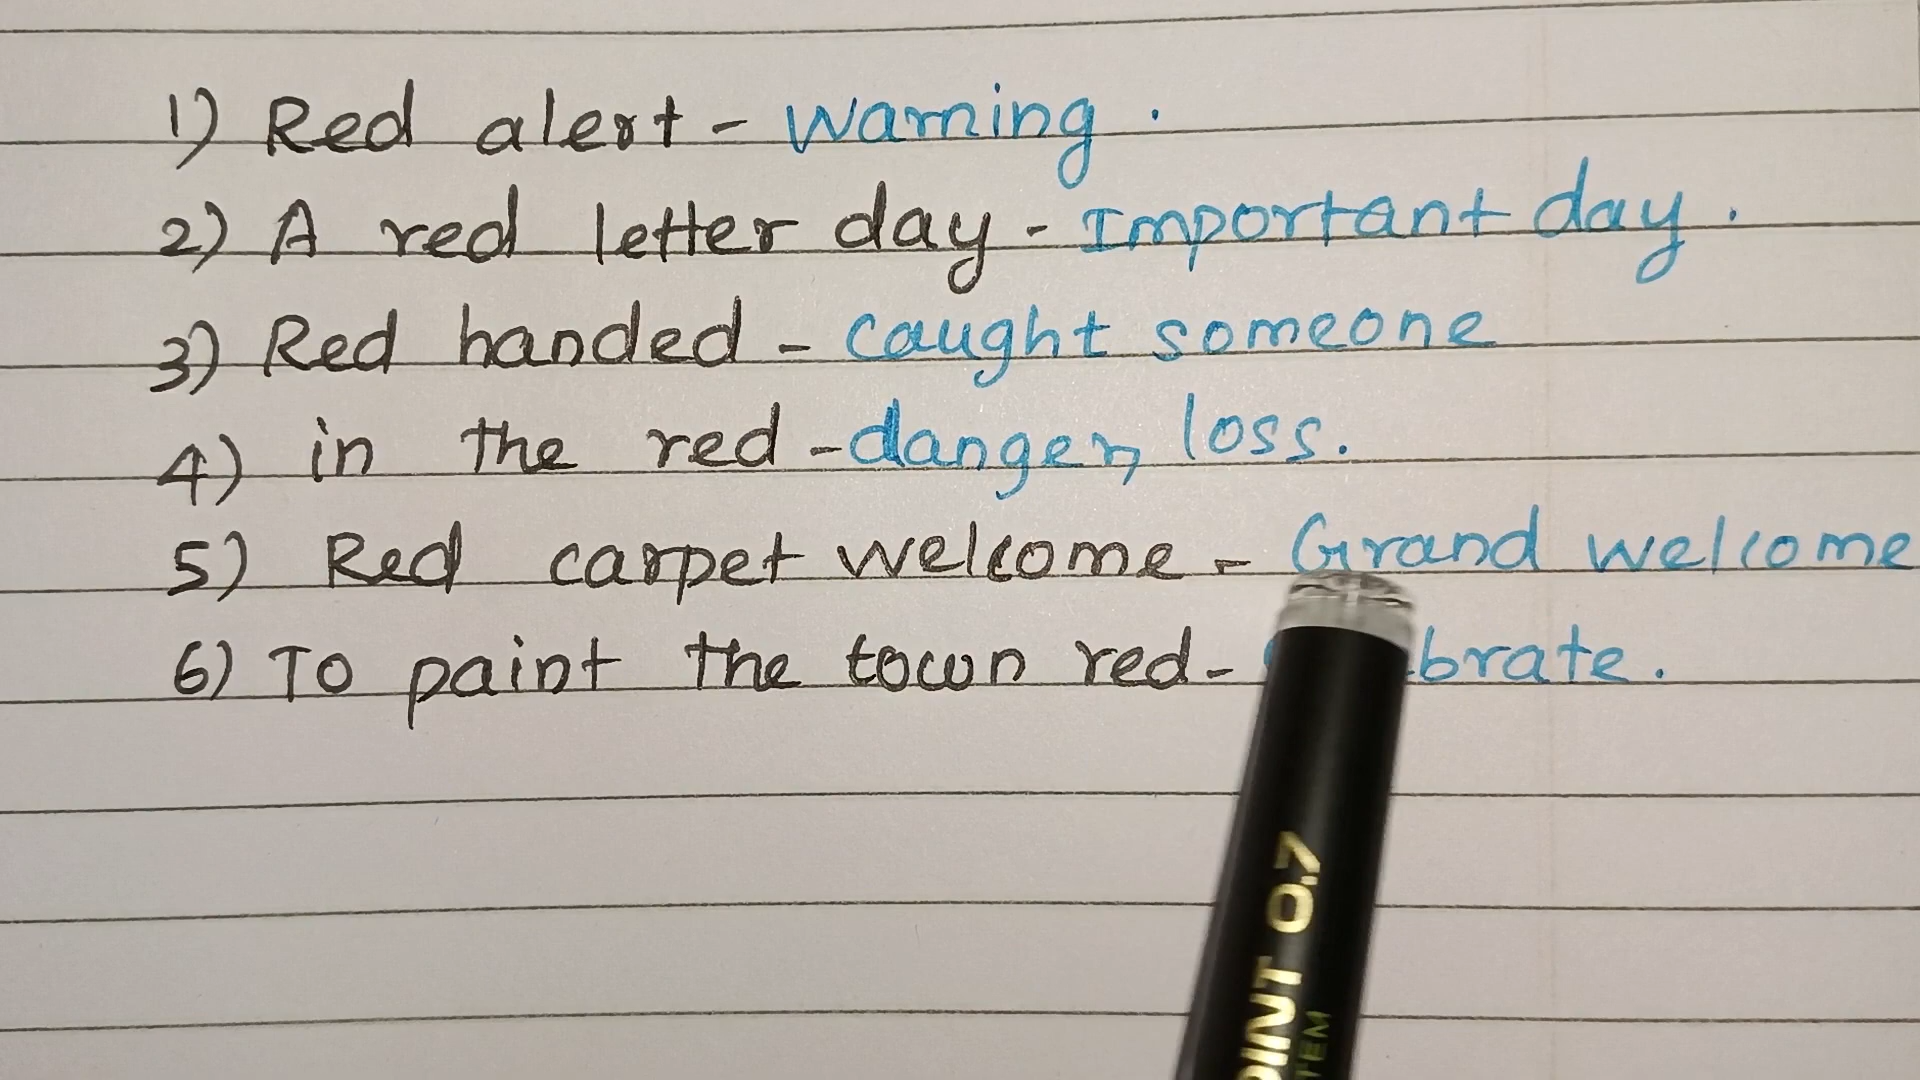 1) Red alert - Warning .
2) A red letter day - Important day .
3) Red handed - caught someone
4) in the red - danger, loss.
5) Red carpet welcome - Grand welcome
6) To paint the town red - brate.
POINT 0.7
TEM